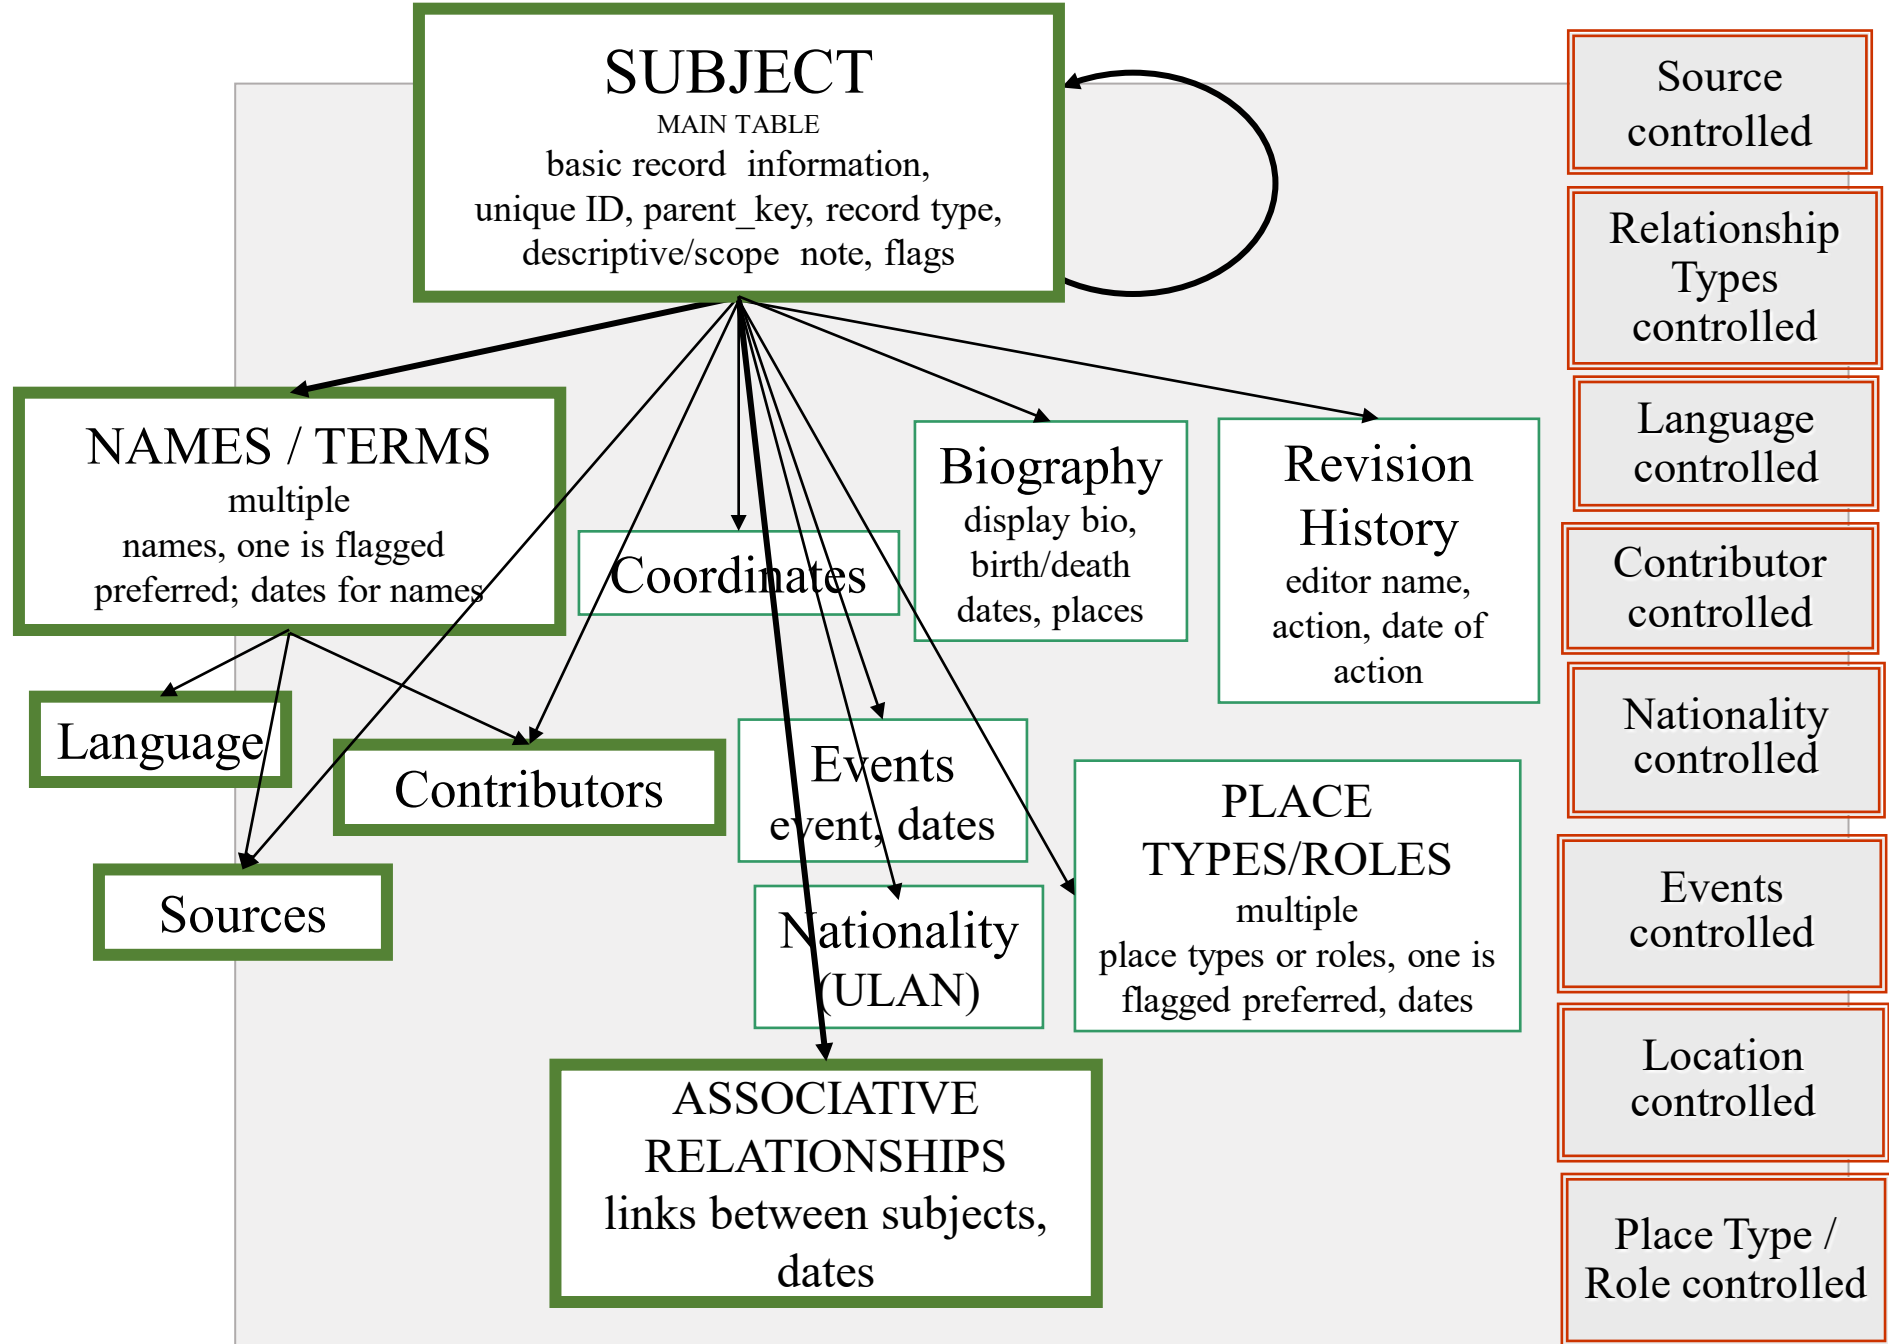 SUBJECT
MAIN TABLE
basic record information,
unique ID, parent_key, record type,
descriptive/scope note, flags
NAMES / TERMS
multiple
names, one is flagged
preferred; dates for names
Coordinates
Biography
display bio,
birth/death
dates, places
Revision
History
editor name,
action, date of
action
Language
Contributors
Sources
Events
event, dates
Nationality
(ULAN)
PLACE
TYPES/ROLES
multiple
place types or roles, one is
flagged preferred, dates
ASSOCIATIVE
RELATIONSHIPS
links between subjects,
dates
Source
controlled
Relationship
Types
controlled
Language
controlled
Contributor
controlled
Nationality
controlled
Events
controlled
Location
controlled
Place Type /
Role controlled